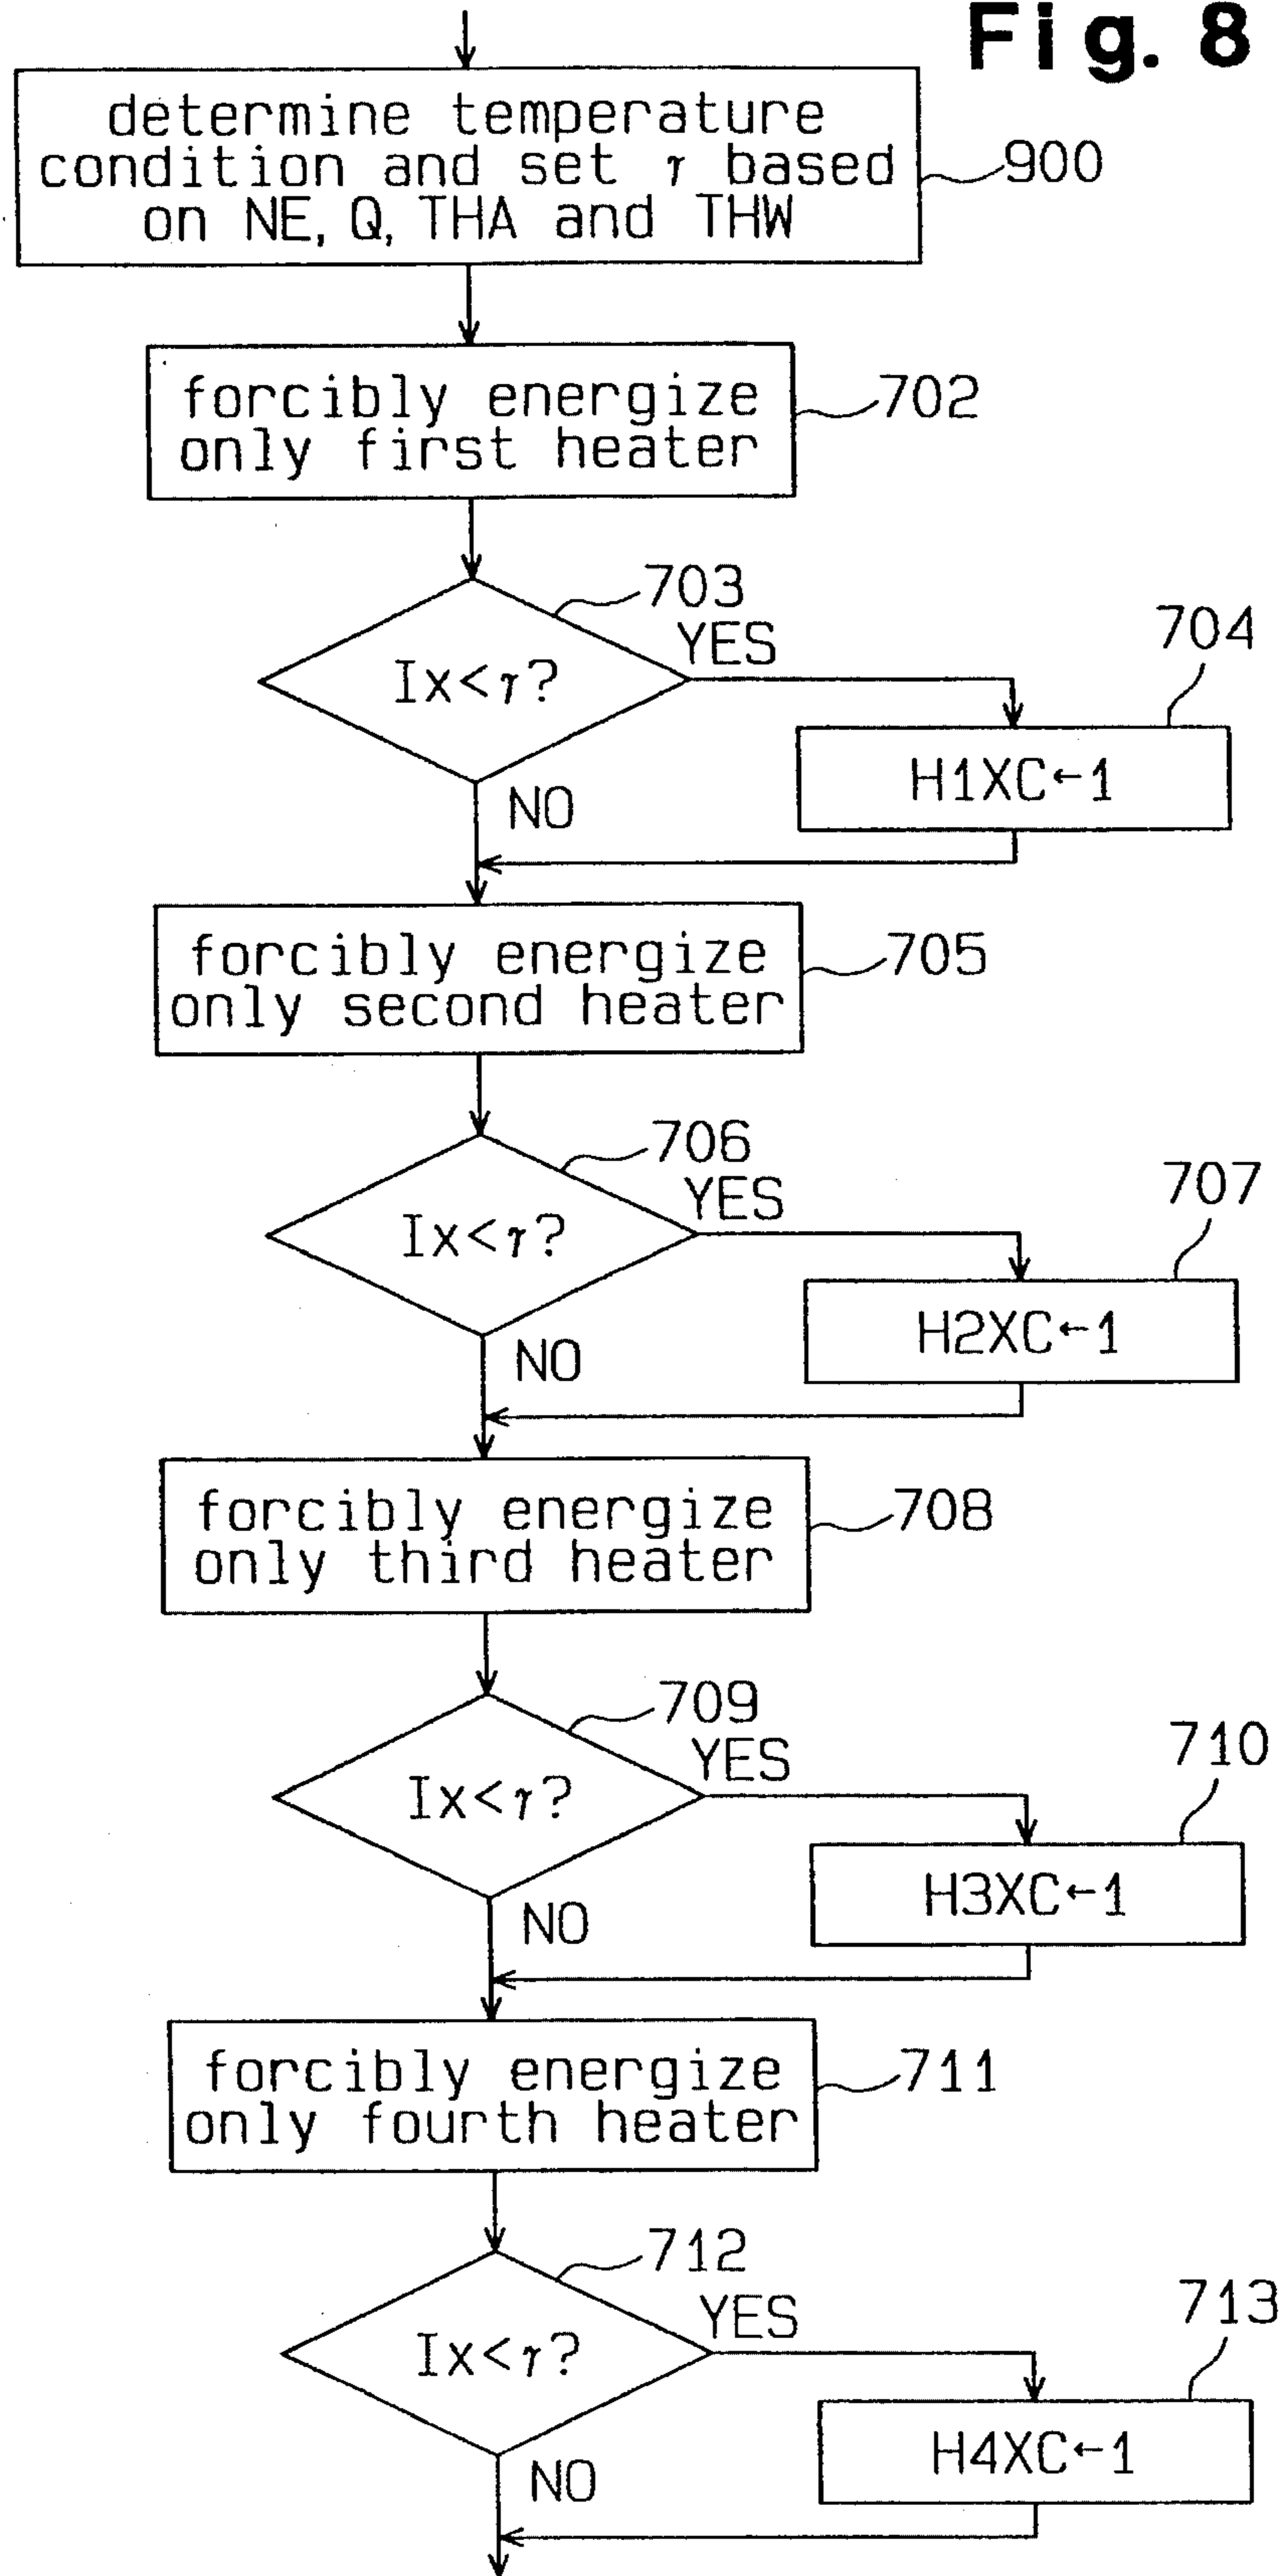 Fig. 8
determine temperature
condition and set γ based
on NE, Q, THA and THW
900
forcibly energize
only first heater
702
703
Ix<γ?
YES
704
H1XC←1
NO
forcibly energize
only second heater
705
706
Ix<γ?
YES
707
H2XC←1
NO
forcibly energize
only third heater
708
709
Ix<γ?
YES
710
H3XC←1
NO
forcibly energize
only fourth heater
711
712
Ix<γ?
YES
713
H4XC←1
NO